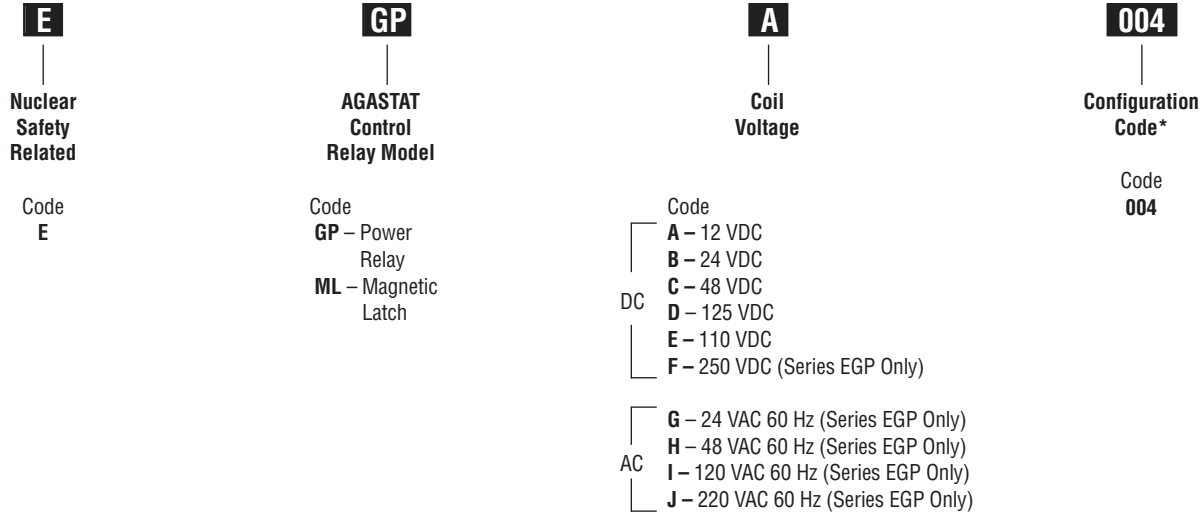 E
GP
A
004
Nuclear
Safety
Related
AGASTAT
Control
Relay Model
Coil
Voltage
Configuration
Code*
Code
E
Code
GP – Power
Relay
ML – Magnetic
Latch
Code
DC
A – 12 VDC
B – 24 VDC
C – 48 VDC
D – 125 VDC
E – 110 VDC
F – 250 VDC (Series EGP Only)
AC
G – 24 VAC 60 Hz (Series EGP Only)
H – 48 VAC 60 Hz (Series EGP Only)
I – 120 VAC 60 Hz (Series EGP Only)
J – 220 VAC 60 Hz (Series EGP Only)
Code
004